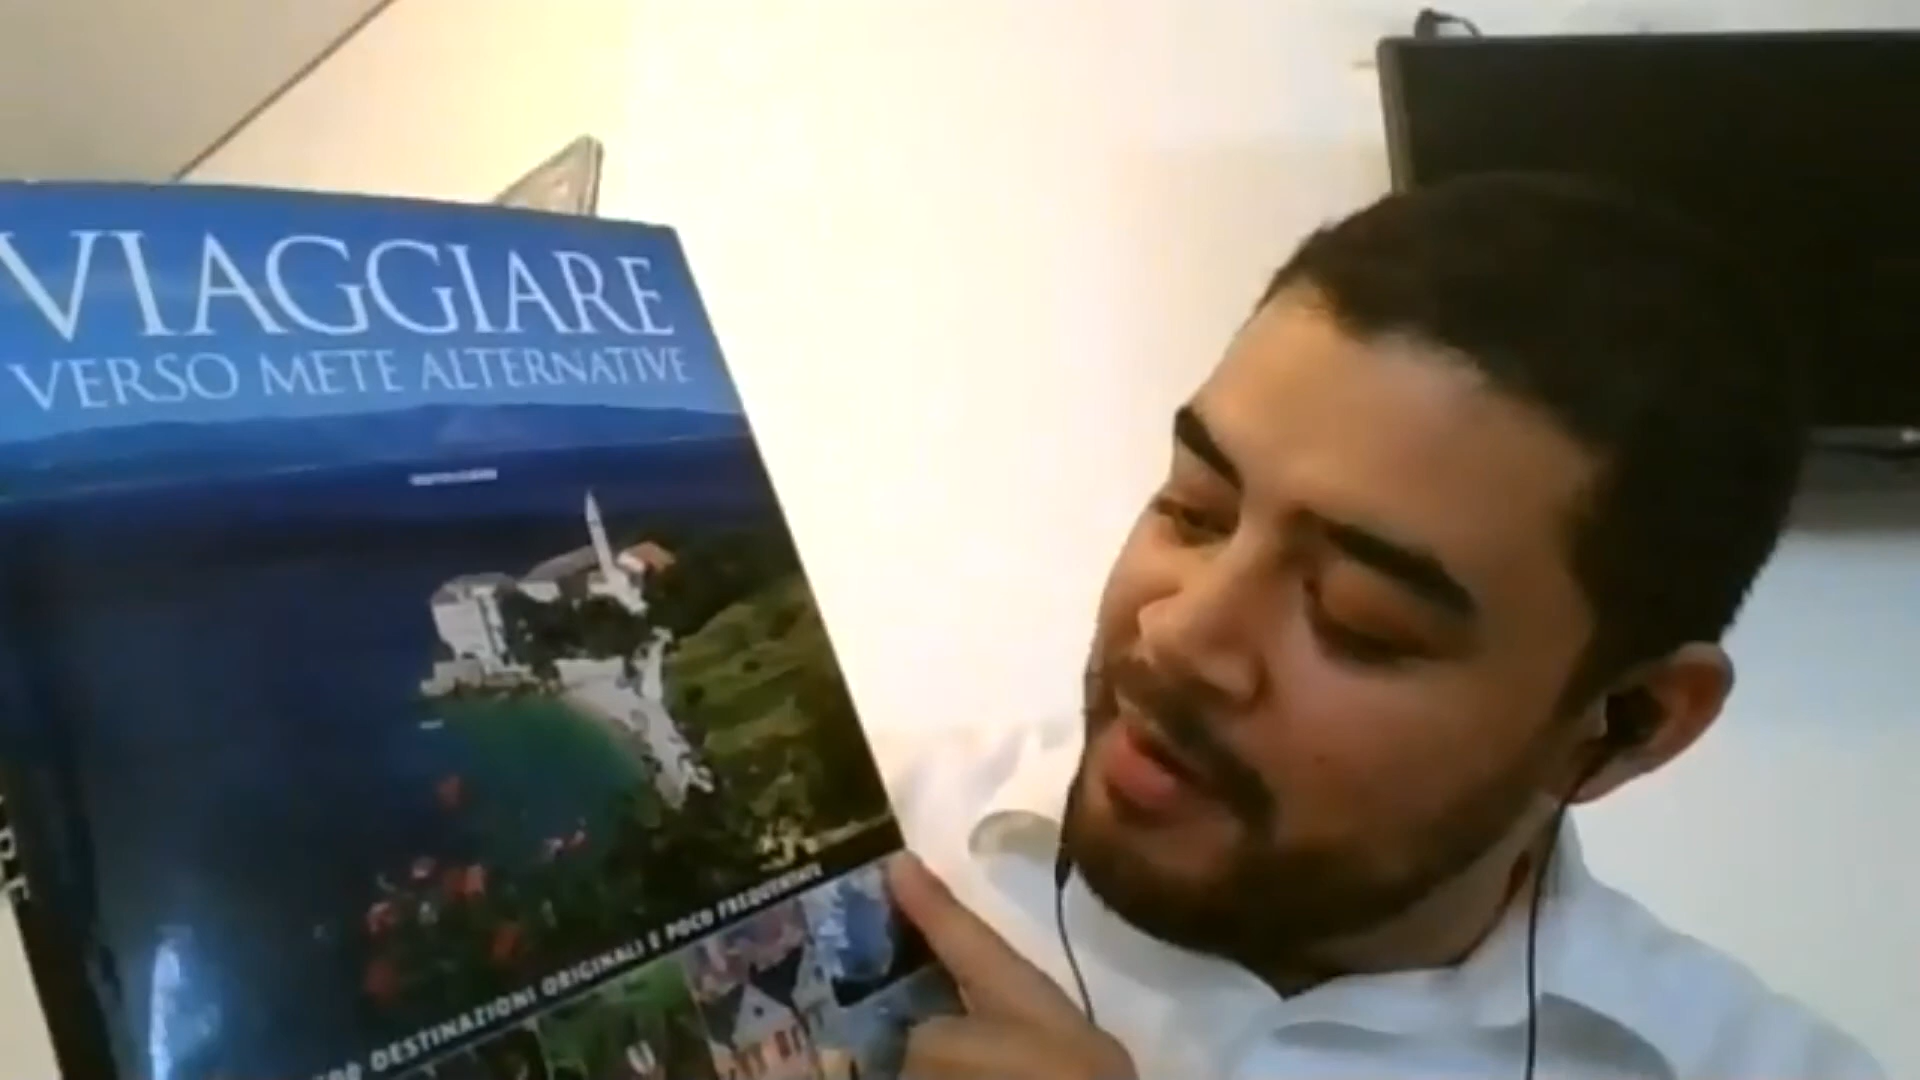 VIAGGIARE
VERSO METE ALTERNATIVE
DESTINAZIONI ORIGINALI E POCO FREQUENTATE